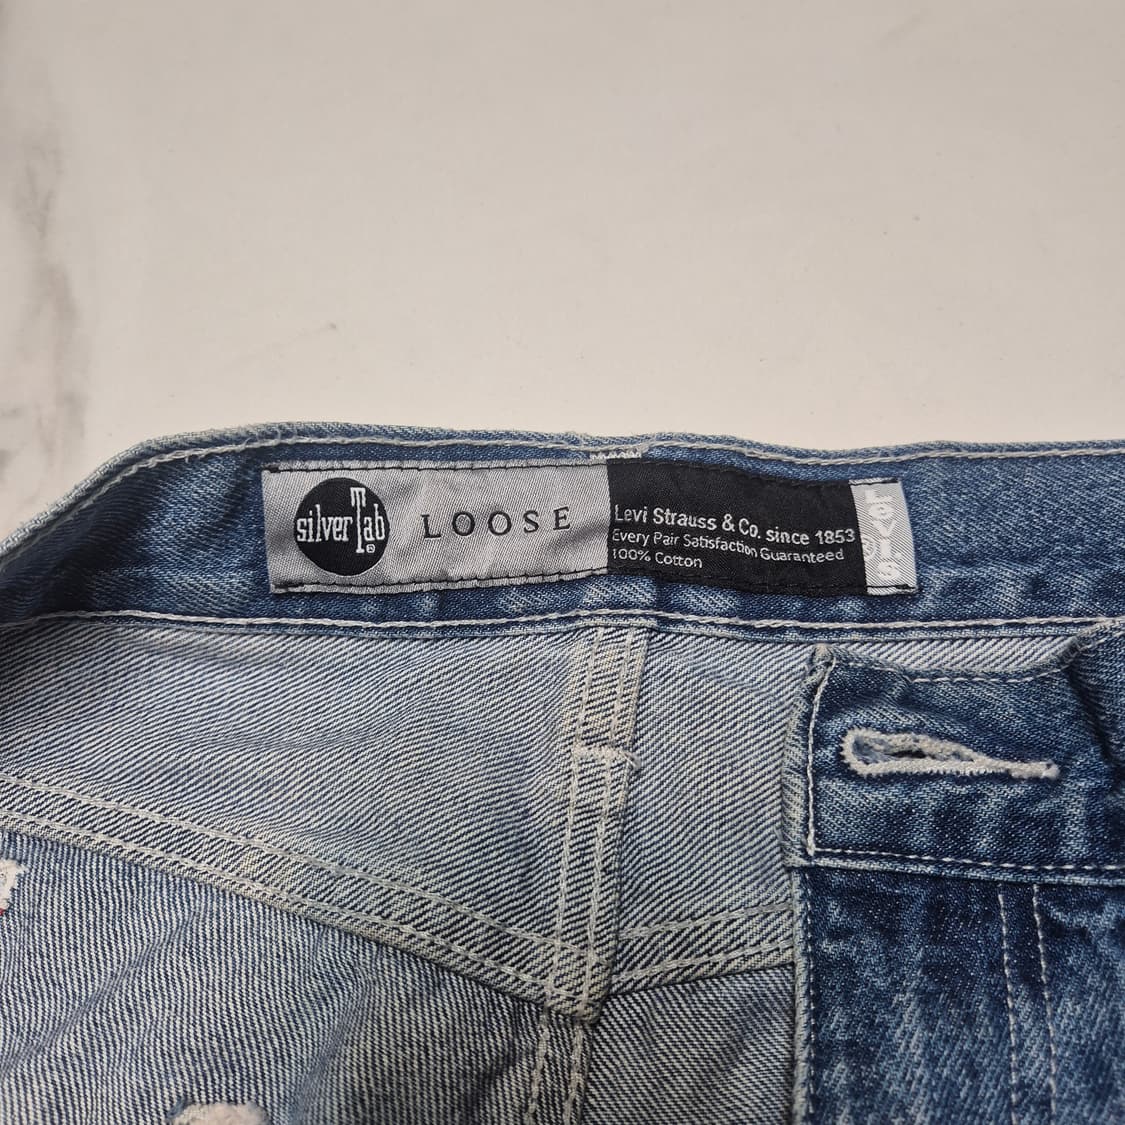 silverTab®
LOOSE
Levi Strauss & Co. since 1853
Every Pair Satisfaction Guaranteed
100% Cotton
Levi's
®